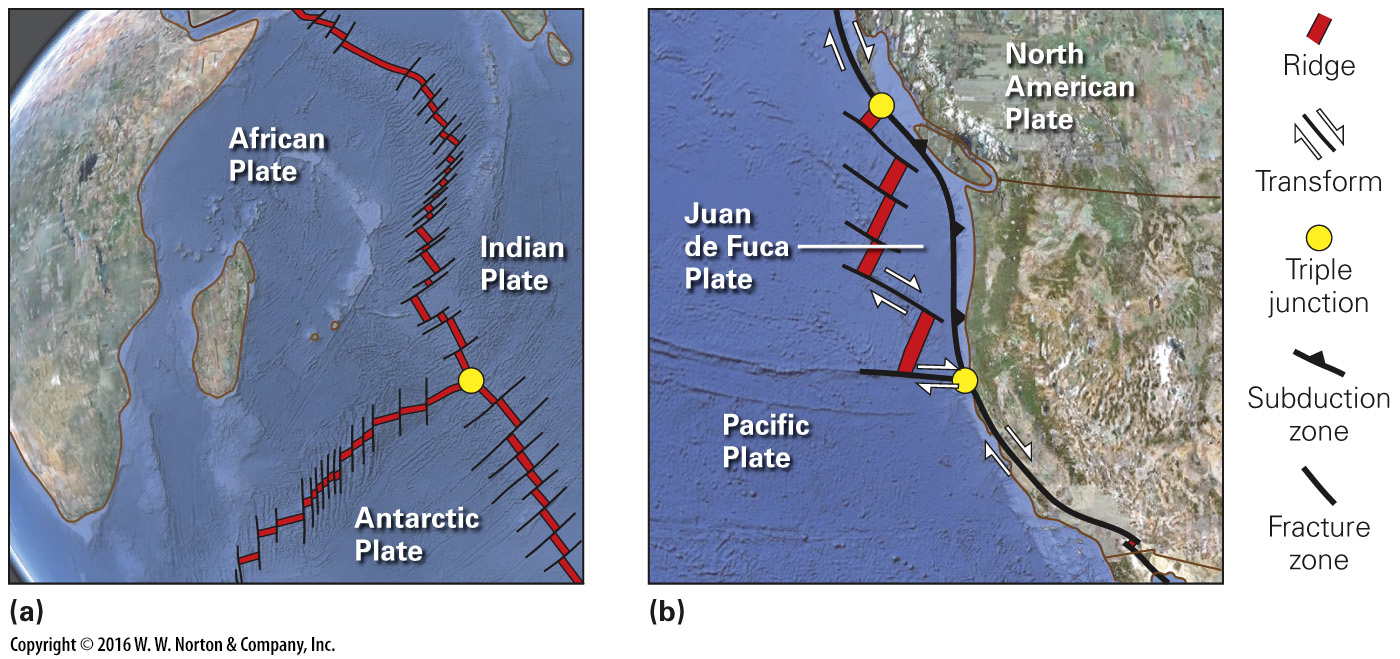 African
Plate
Indian
Plate
Antarctic
Plate
(a)
Copyright © 2016 W. W. Norton & Company, Inc.
North
American
Plate
Juan
de Fuca
Plate
Pacific
Plate
(b)
Ridge
Transform
Triple
junction
Subduction
zone
Fracture
zone